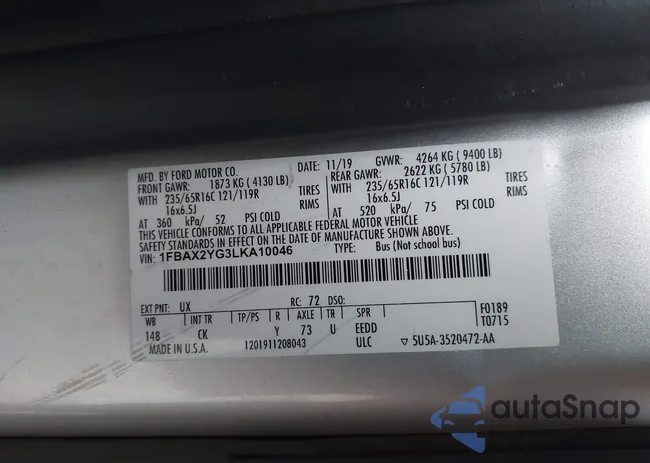 MFD. BY FORD MOTOR CO. DATE: 11/19 GVWR: 4264 KG ( 9400 LB)
FRONT GAWR: 1873 KG ( 4130 LB) REAR GAWR: 2622 KG ( 5780 LB)
WITH 235/65R16C 121/119R TIRES WITH 235/65R16C 121/119R TIRES
16x6.5J RIMS 16x6.5J RIMS
AT 360 kPa/ 52 PSI COLD AT 520 kPa/ 75 PSI COLD
THIS VEHICLE CONFORMS TO ALL APPLICABLE FEDERAL MOTOR VEHICLE
SAFETY STANDARDS IN EFFECT ON THE DATE OF MANUFACTURE SHOWN ABOVE.
VIN: 1FBAX2YG3LKA10046 TYPE: Bus (Not school bus)
EXT PNT: UX RC: 72 DSO: F0189
WB TP/PS R AXLE TR SPR T0715
148 CK Y 73 U EEDD
MADE IN U.S.A. 1201911208043 ULC ▽ 5U5A-3520472-AA
autoSnap
POWERED BY CARS